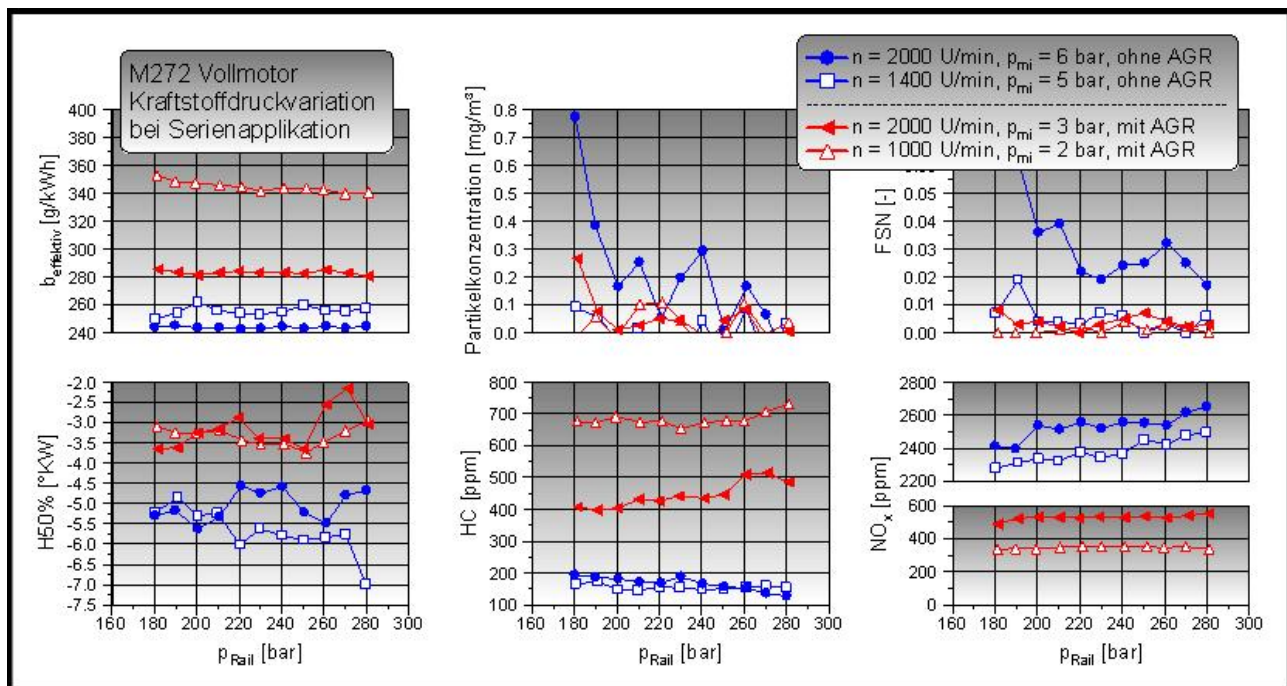 M272 Vollmotor
Kraftstoffdruckvariation
bei Serienapplikation
n = 2000 U/min, pmi = 6 bar, ohne AGR
n = 1400 U/min, pmi = 5 bar, ohne AGR
n = 2000 U/min, pmi = 3 bar, mit AGR
n = 1000 U/min, pmi = 2 bar, mit AGR
beffektiv [g/kWh]
400
380
360
340
320
300
280
260
240
Partikelkonzentration [mg/m³]
0.8
0.7
0.6
0.5
0.4
0.3
0.2
0.1
0.0
FSN [-]
0.05
0.04
0.03
0.02
0.01
0.00
H50% [°KW]
-2.0
-2.5
-3.0
-3.5
-4.0
-4.5
-5.0
-5.5
-6.0
-6.5
-7.0
-7.5
160 180 200 220 240 260 280 300
pRail [bar]
HC [ppm]
800
700
600
500
400
300
200
100
160 180 200 220 240 260 280 300
pRail [bar]
NOx [ppm]
2800
2600
2400
2200
600
400
200
0
160 180 200 220 240 260 280 300
pRail [bar]